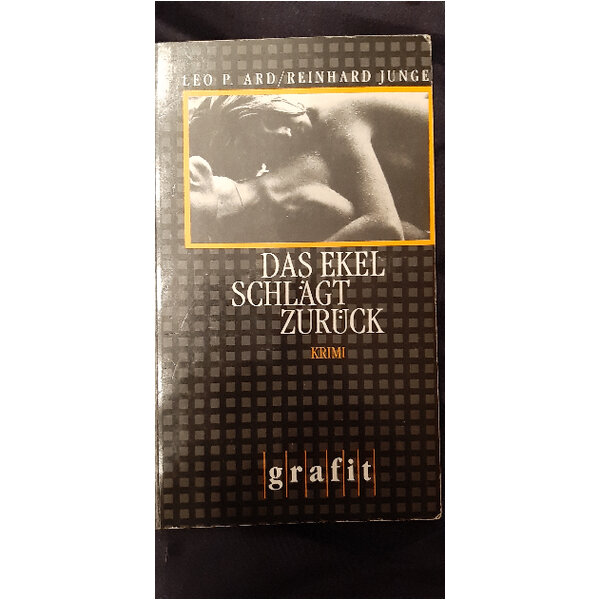 LEO P. ARD/REINHARD JUNGE
DAS EKEL
SCHLÄGT
ZURÜCK
KRIMI
grafit